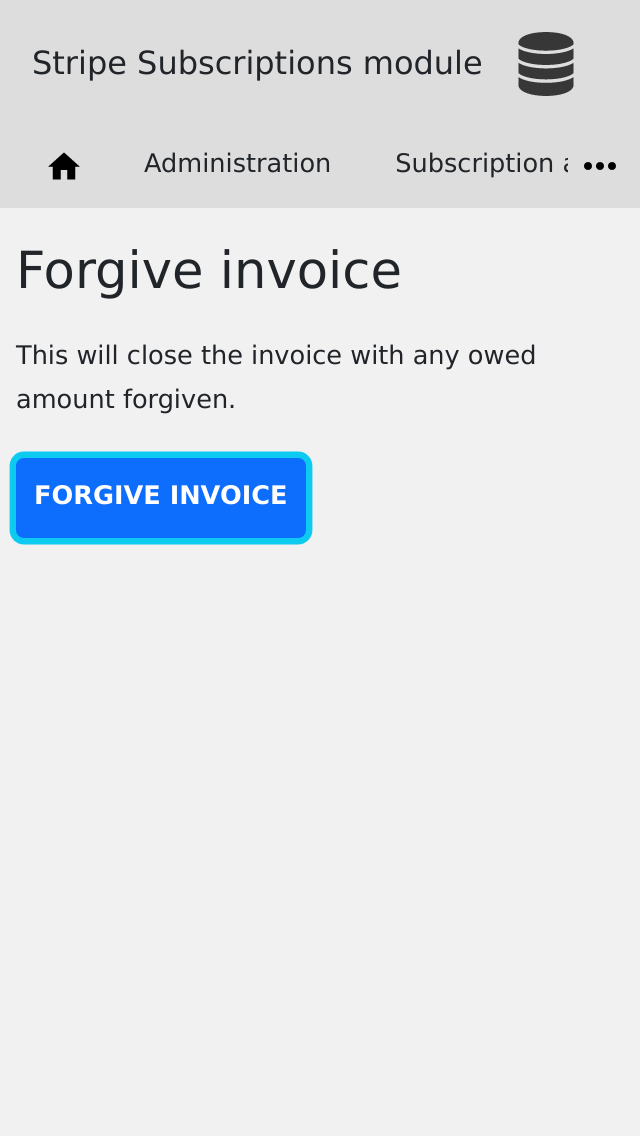 Stripe Subscriptions module
Administration
Subscription
Forgive invoice
This will close the invoice with any owed
amount forgiven.
FORGIVE INVOICE